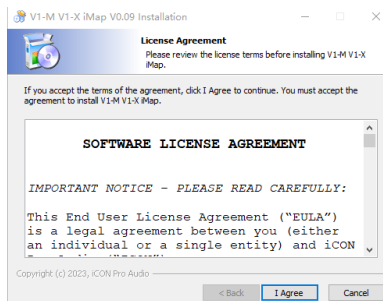 V1-M V1-X iMap V0.09 Installation
License Agreement
Please review the license terms before installing V1-M V1-X
iMap.
If you accept the terms of the agreement, click I Agree to continue. You must accept the
agreement to install V1-M V1-X iMap.
SOFTWARE LICENSE AGREEMENT
IMPORTANT NOTICE – PLEASE READ CAREFULLY:
This End User License Agreement (“EULA”)
is a legal agreement between you (either
an individual or a single entity) and iCON
Copyright (c) 2023, iCON Pro Audio
< Back
I Agree
Cancel